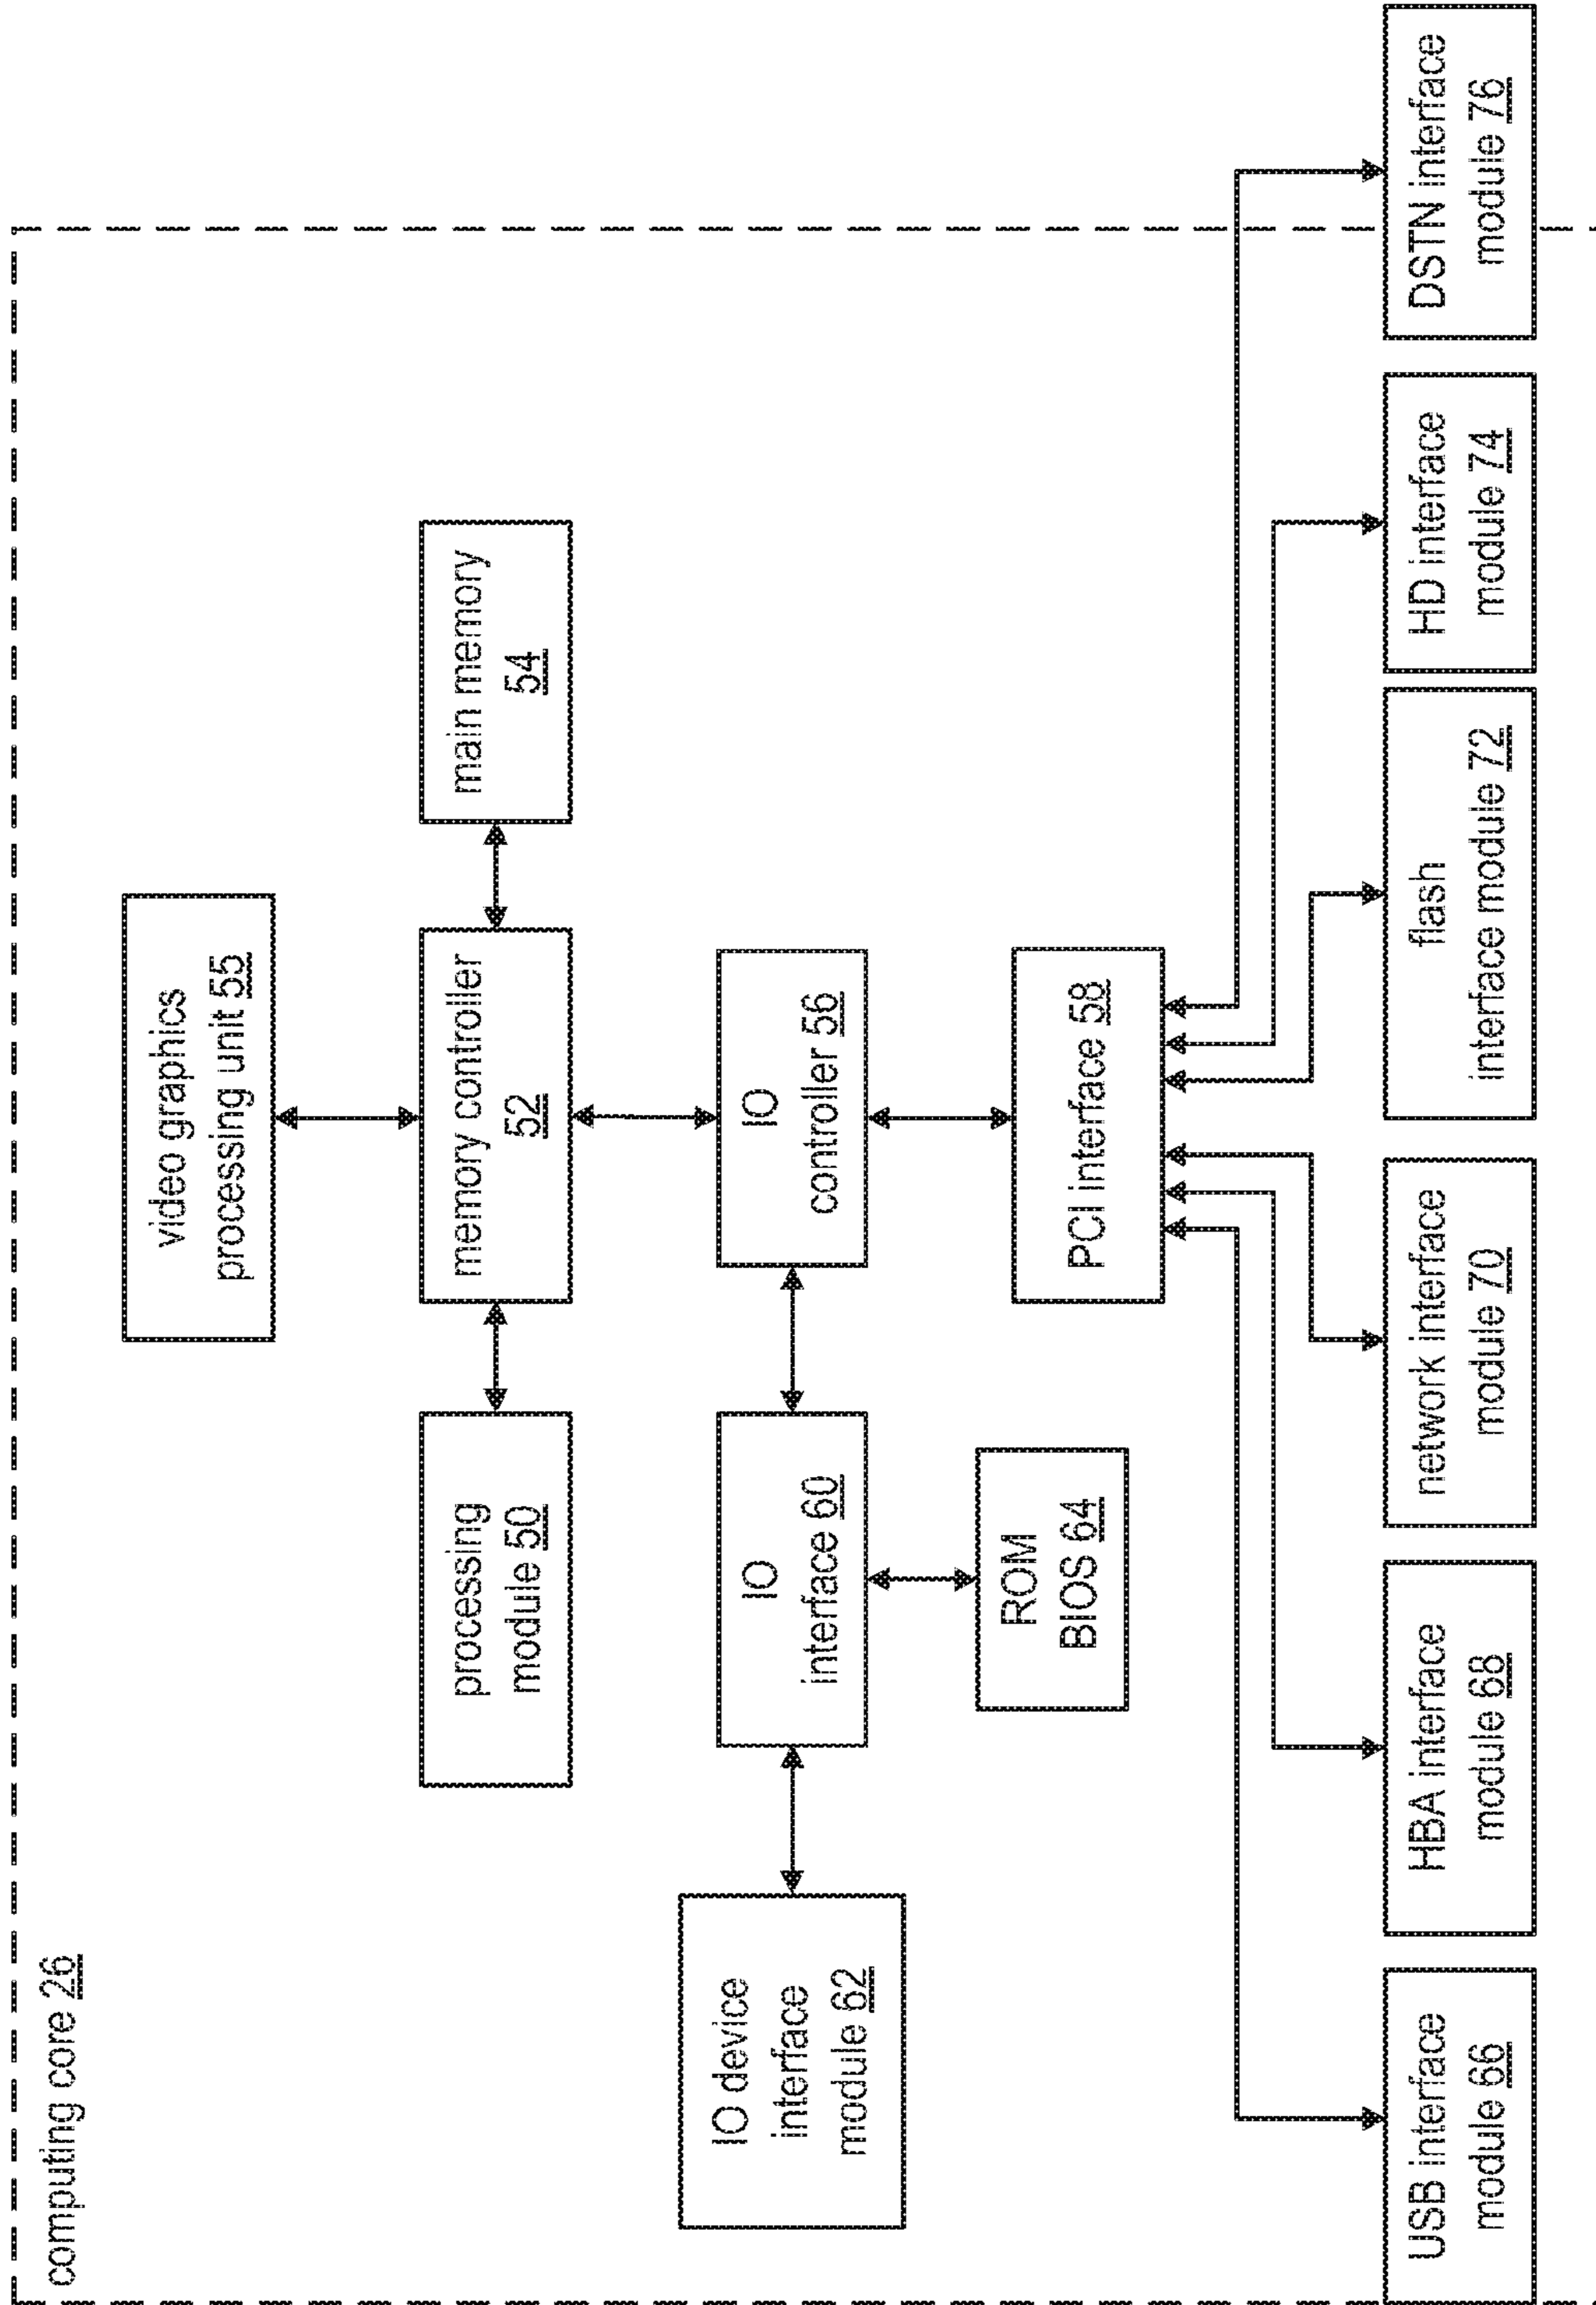 computing core 26
video graphics
processing unit 55
processing
module 50
memory controller
52
main memory
54
IO device
interface
module 62
IO
interface 60
IO
controller 56
ROM
BIOS 64
PCI interface 58
USB interface
module 66
HBA interface
module 68
network interface
module 70
flash
interface module 72
HD interface
module 74
DSTN interface
module 76